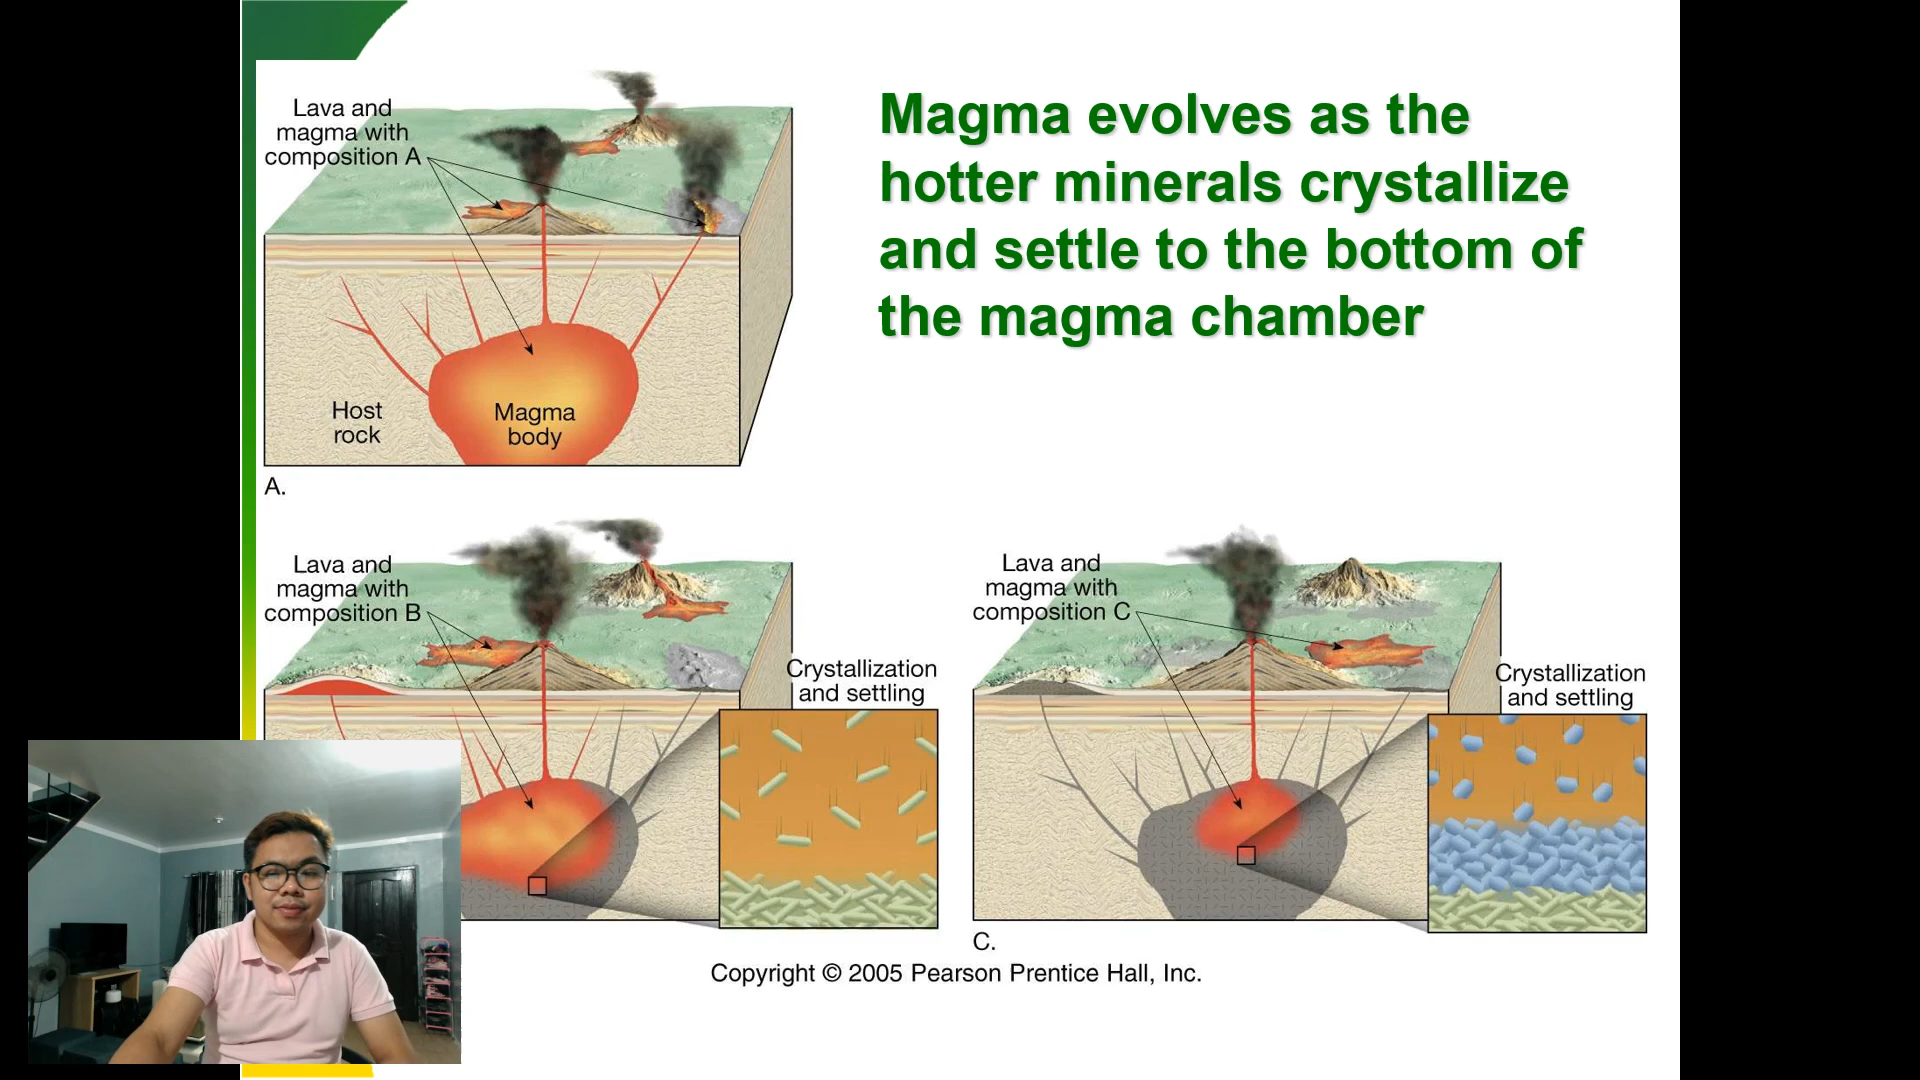 Lava and
magma with
composition A
Magma evolves as the
hotter minerals crystallize
and settle to the bottom of
the magma chamber
Host
rock
Magma
body
A.
Lava and
magma with
composition B
Crystallization
and settling
Lava and
magma with
composition C
Crystallization
and settling
C.
Copyright © 2005 Pearson Prentice Hall, Inc.